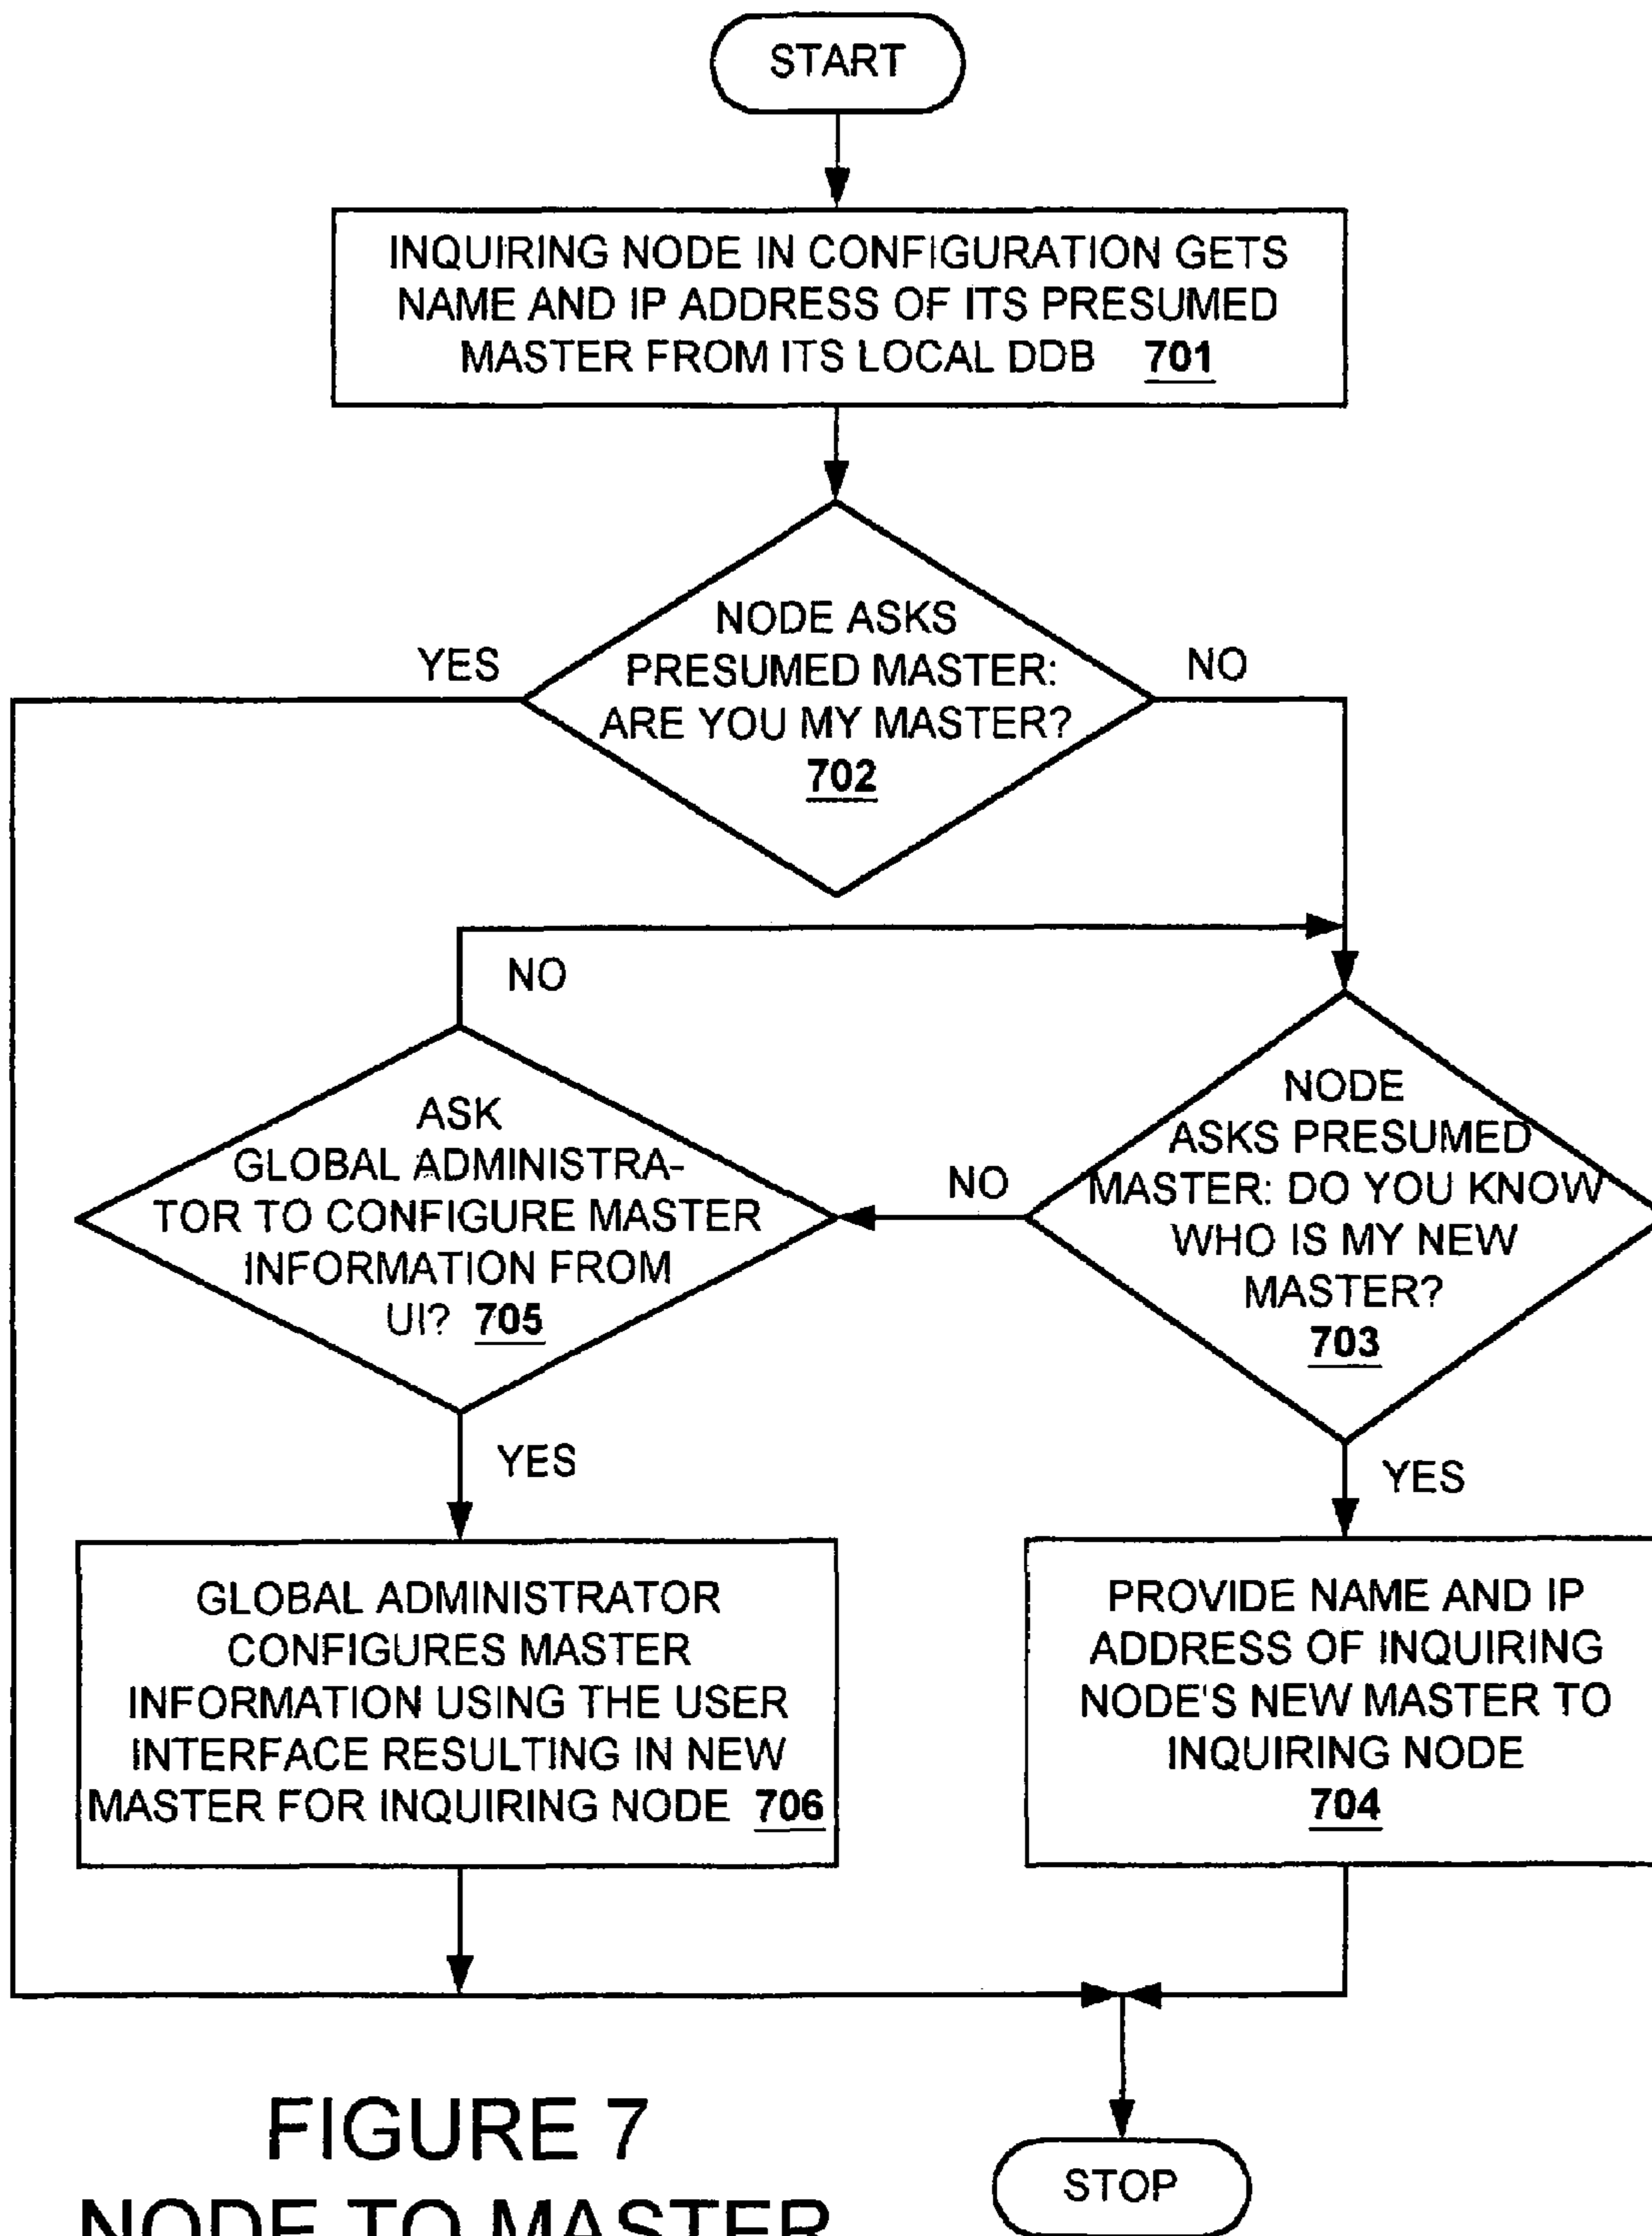 START
INQUIRING NODE IN CONFIGURATION GETS
NAME AND IP ADDRESS OF ITS PRESUMED
MASTER FROM ITS LOCAL DDB 701
NODE ASKS
PRESUMED MASTER:
ARE YOU MY MASTER?
702
YES
NO
NO
ASK
GLOBAL ADMINISTRA-
TOR TO CONFIGURE MASTER
INFORMATION FROM
UI? 705
NO
NODE
ASKS PRESUMED
MASTER: DO YOU KNOW
WHO IS MY NEW
MASTER?
703
YES
YES
GLOBAL ADMINISTRATOR
CONFIGURES MASTER
INFORMATION USING THE USER
INTERFACE RESULTING IN NEW
MASTER FOR INQUIRING NODE 706
PROVIDE NAME AND IP
ADDRESS OF INQUIRING
NODE'S NEW MASTER TO
INQUIRING NODE
704
STOP
FIGURE 7
NODE TO MASTER